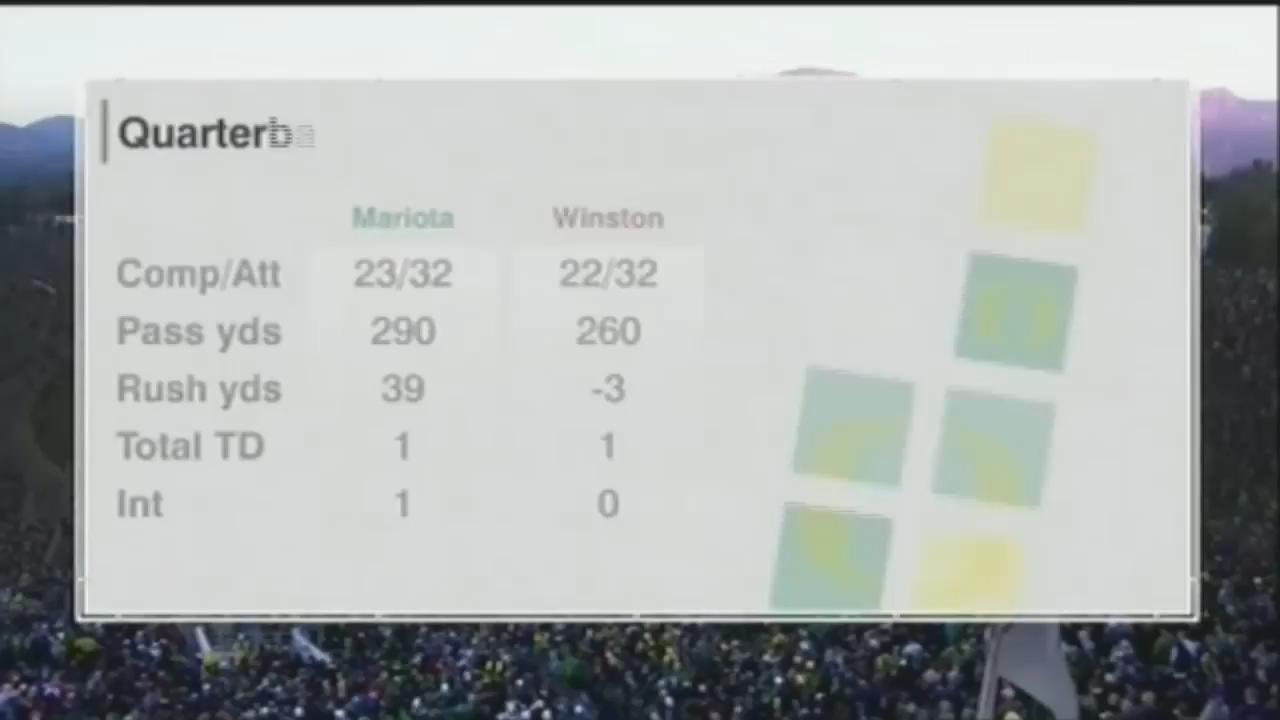 Quarterba
Mariota Winston
Comp/Att 23/32 22/32
Pass yds 290 260
Rush yds 39 -3
Total TD 1 1
Int 1 0